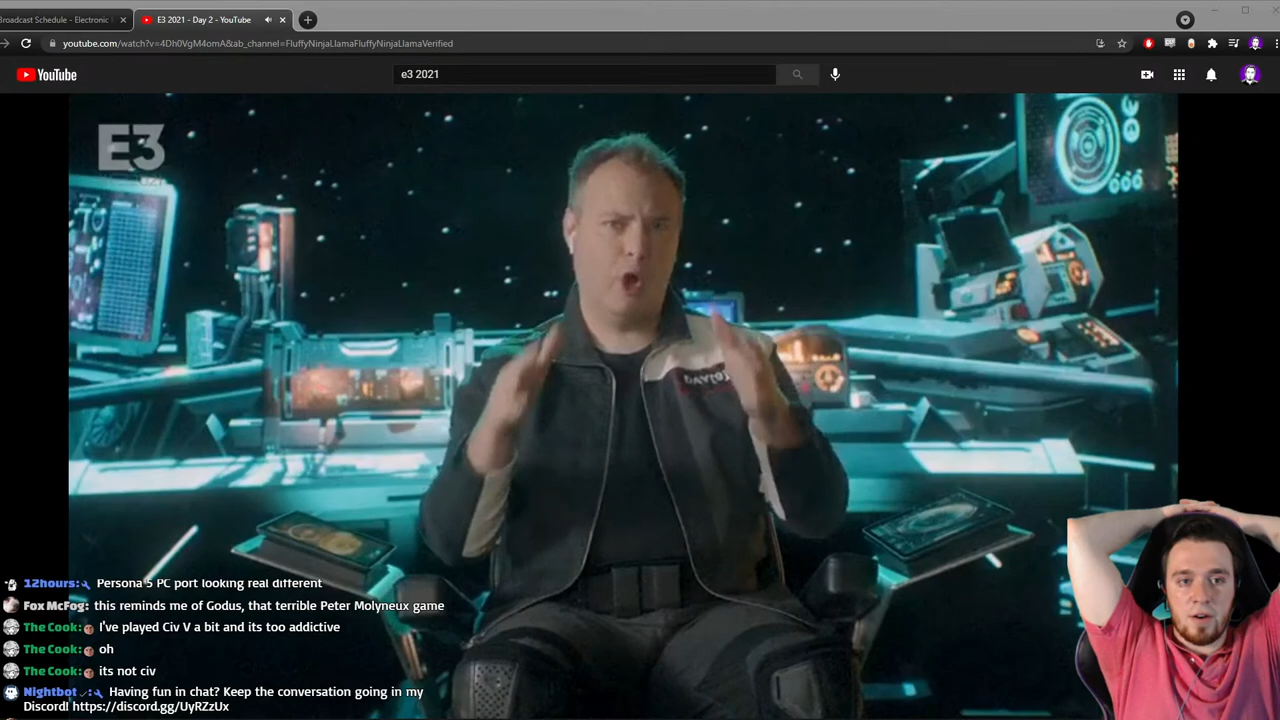 Broadcast Schedule - Electronic
E3 2021 - Day 2 - YouTube
youtube.com/watch?v=4Dh0VgM4omA&ab_channel=FluffyNinjaLlamaFluffyNinjaLlamaVerified
YouTube
e3 2021
E3
12hours: Persona 5 PC port looking real different
Fox McFog: this reminds me of Godus, that terrible Peter Molyneux game
The Cook: I've played Civ V a bit and its too addictive
The Cook: oh
The Cook: its not civ
Nightbot: Having fun in chat? Keep the conversation going in my
Discord! https://discord.gg/UyRZzUx